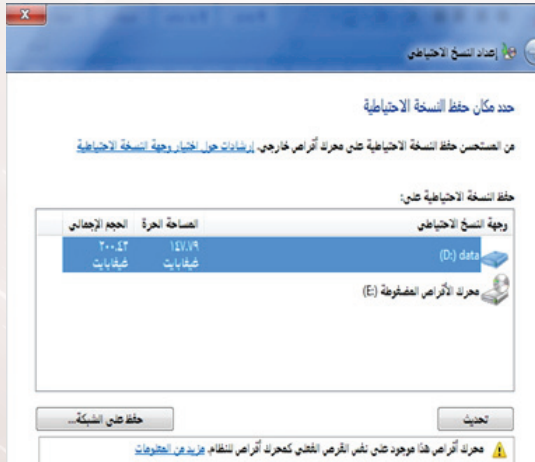 إعداد النسخ الاحتياطي
حدد مكان حفظ النسخة الاحتياطية
من المستحسن حفظ النسخة الاحتياطية على محرك أقراص خارجي. إرشادات حول اختيار وجهة النسخة الاحتياطية
حفظ النسخة الاحتياطية على:
وجهة النسخ الاحتياطي المساحة الحرة الحجم الإجمالي
(D:) data ١٤٧.٧٩ غيغابايت ٢٠٠.٤٣ غيغابايت
محرك الأقراص المضغوطة (E:)
تحديث حفظ على الشبكة...
محرك أقراص هذا موجود على نفس القرص الفعلي كمحرك أقراص للنظام. مزيد من المعلومات